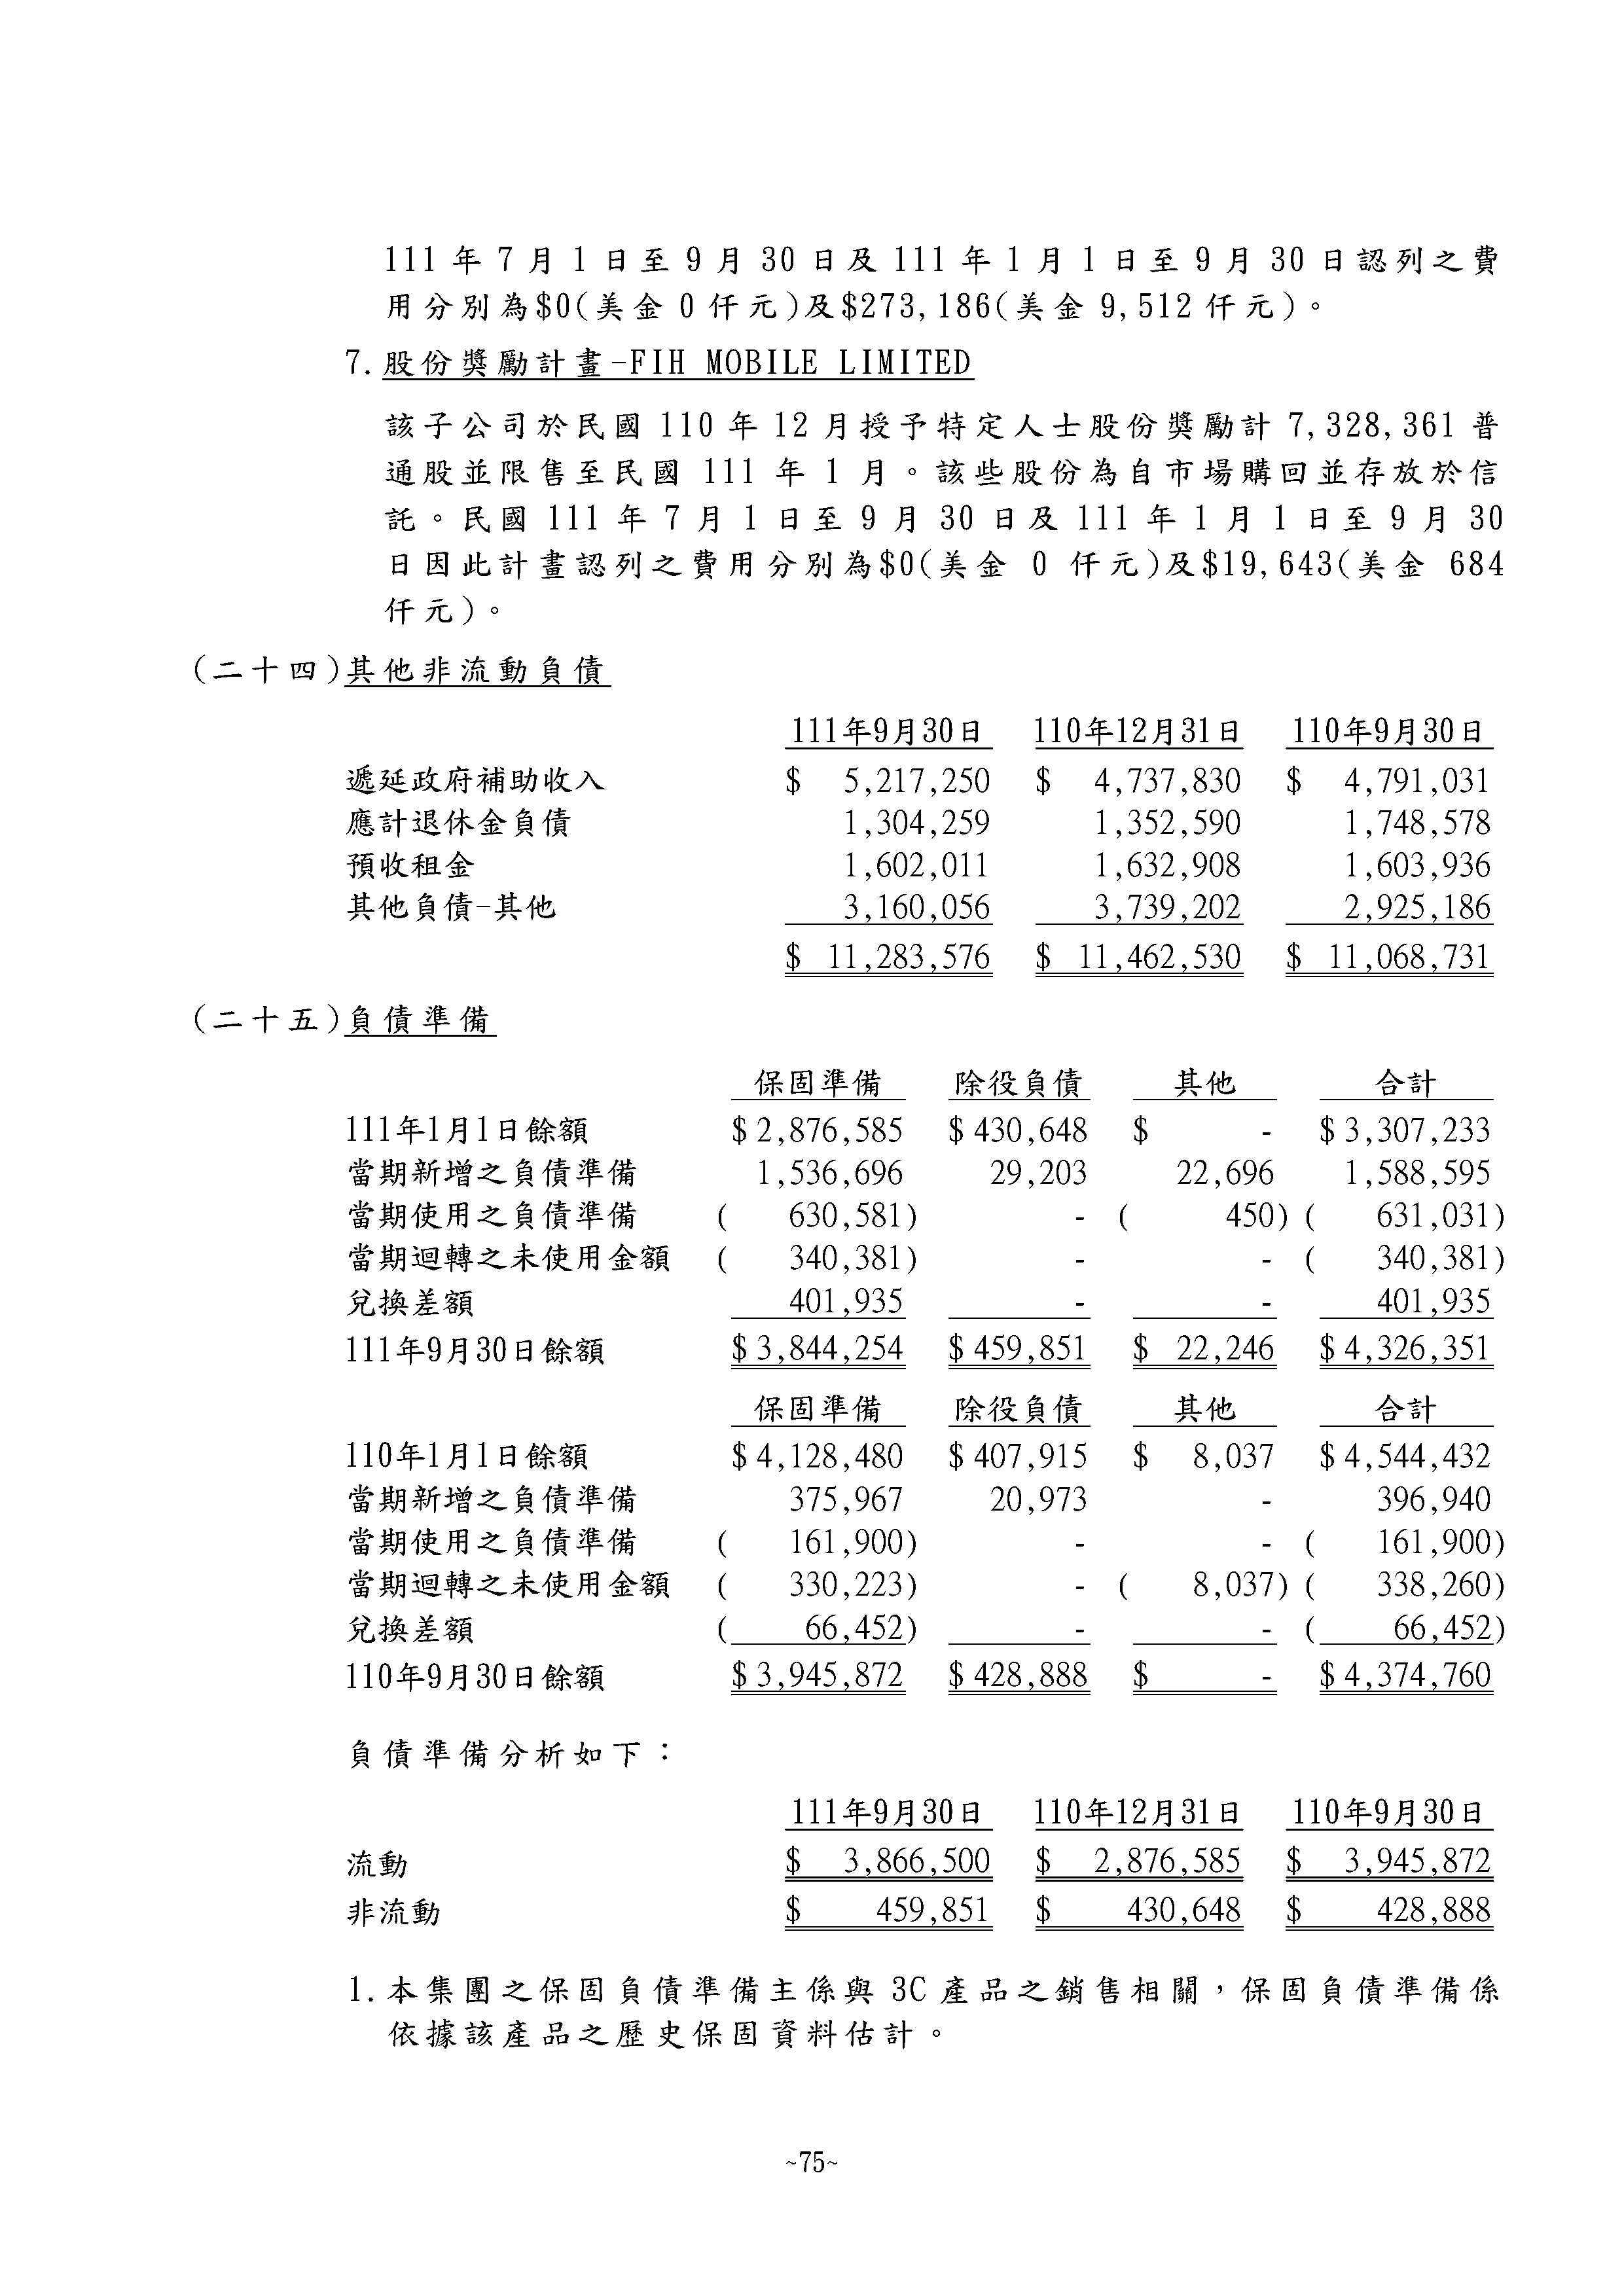 111 年 7 月 1 日至 9 月 30 日及 111 年 1 月 1 日至 9 月 30 日認列之費
用分別為$0(美金 0 仟元)及$273,186(美金 9,512 仟元)。
7. 股份獎勵計畫-FIH MOBILE LIMITED
該子公司於民國 110 年 12 月授予特定人士股份獎勵計 7,328,361 普
通股並限售至民國 111 年 1 月。該些股份為自市場購回並存放於信
託。民國 111 年 7 月 1 日至 9 月 30 日及 111 年 1 月 1 日至 9 月 30
日因此計畫認列之費用分別為$0(美金 0 仟元)及$19,643(美金 684
仟元)。
(二十四)其他非流動負債
111年9月30日 110年12月31日 110年9月30日
遞延政府補助收入 $ 5,217,250 $ 4,737,830 $ 4,791,031
應計退休金負債 1,304,259 1,352,590 1,748,578
預收租金 1,602,011 1,632,908 1,603,936
其他負債-其他 3,160,056 3,739,202 2,925,186
$ 11,283,576 $ 11,462,530 $ 11,068,731
(二十五)負債準備
保固準備 除役負債 其他 合計
111年1月1日餘額 $ 2,876,585 $ 430,648 $ - $ 3,307,233
當期新增之負債準備 1,536,696 29,203 22,696 1,588,595
當期使用之負債準備 ( 630,581) - ( 450) ( 631,031)
當期迴轉之未使用金額 ( 340,381) - - ( 340,381)
兌換差額 401,935 - - 401,935
111年9月30日餘額 $ 3,844,254 $ 459,851 $ 22,246 $ 4,326,351
保固準備 除役負債 其他 合計
110年1月1日餘額 $ 4,128,480 $ 407,915 $ 8,037 $ 4,544,432
當期新增之負債準備 375,967 20,973 - 396,940
當期使用之負債準備 ( 161,900) - - ( 161,900)
當期迴轉之未使用金額 ( 330,223) - ( 8,037) ( 338,260)
兌換差額 ( 66,452) - - ( 66,452)
110年9月30日餘額 $ 3,945,872 $ 428,888 $ - $ 4,374,760
負債準備分析如下：
111年9月30日 110年12月31日 110年9月30日
流動 $ 3,866,500 $ 2,876,585 $ 3,945,872
非流動 $ 459,851 $ 430,648 $ 428,888
1. 本集團之保固負債準備主係與 3C 產品之銷售相關，保固負債準備係
依據該產品之歷史保固資料估計。
~75~